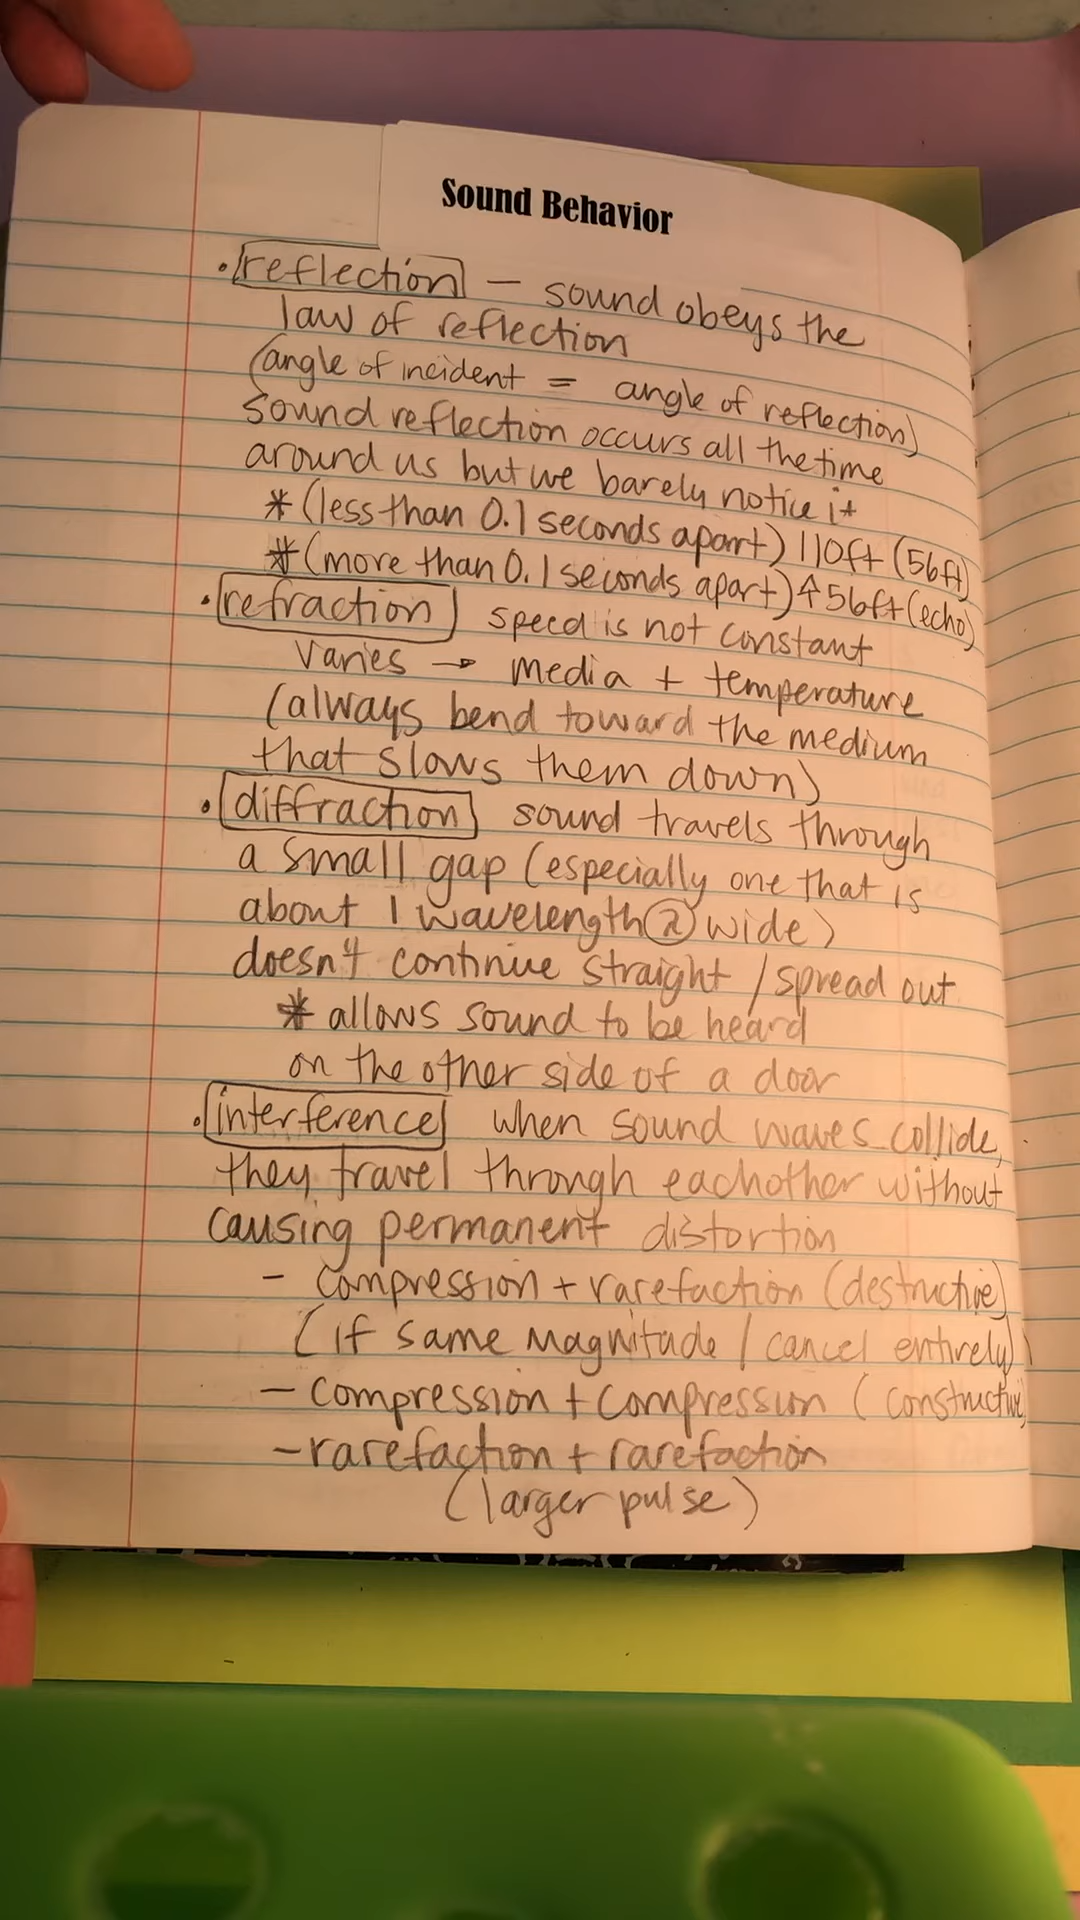 Sound Behavior
• reflection – sound obeys the
law of reflection
(angle of incident = angle of reflection)
sound reflection occurs all the time
around us but we barely notice it
* (less than 0.1 seconds apart) 110ft (56ft)
* (more than 0.1 seconds apart) ↑56ft (echo)
• refraction speed is not constant
varies → media + temperature
(always bend toward the medium
that slows them down)
• diffraction sound travels through
a small gap (especially one that is
about 1 wavelength wide)
doesn't continue straight / spread out
* allows sound to be heard
on the other side of a door
• interference when sound waves collide,
they travel through eachother without
causing permanent distortion
- compression + rarefaction (destructive)
(if same magnitude / cancel entirely)
- compression + compression (constructive)
- rarefaction + rarefaction
(larger pulse)